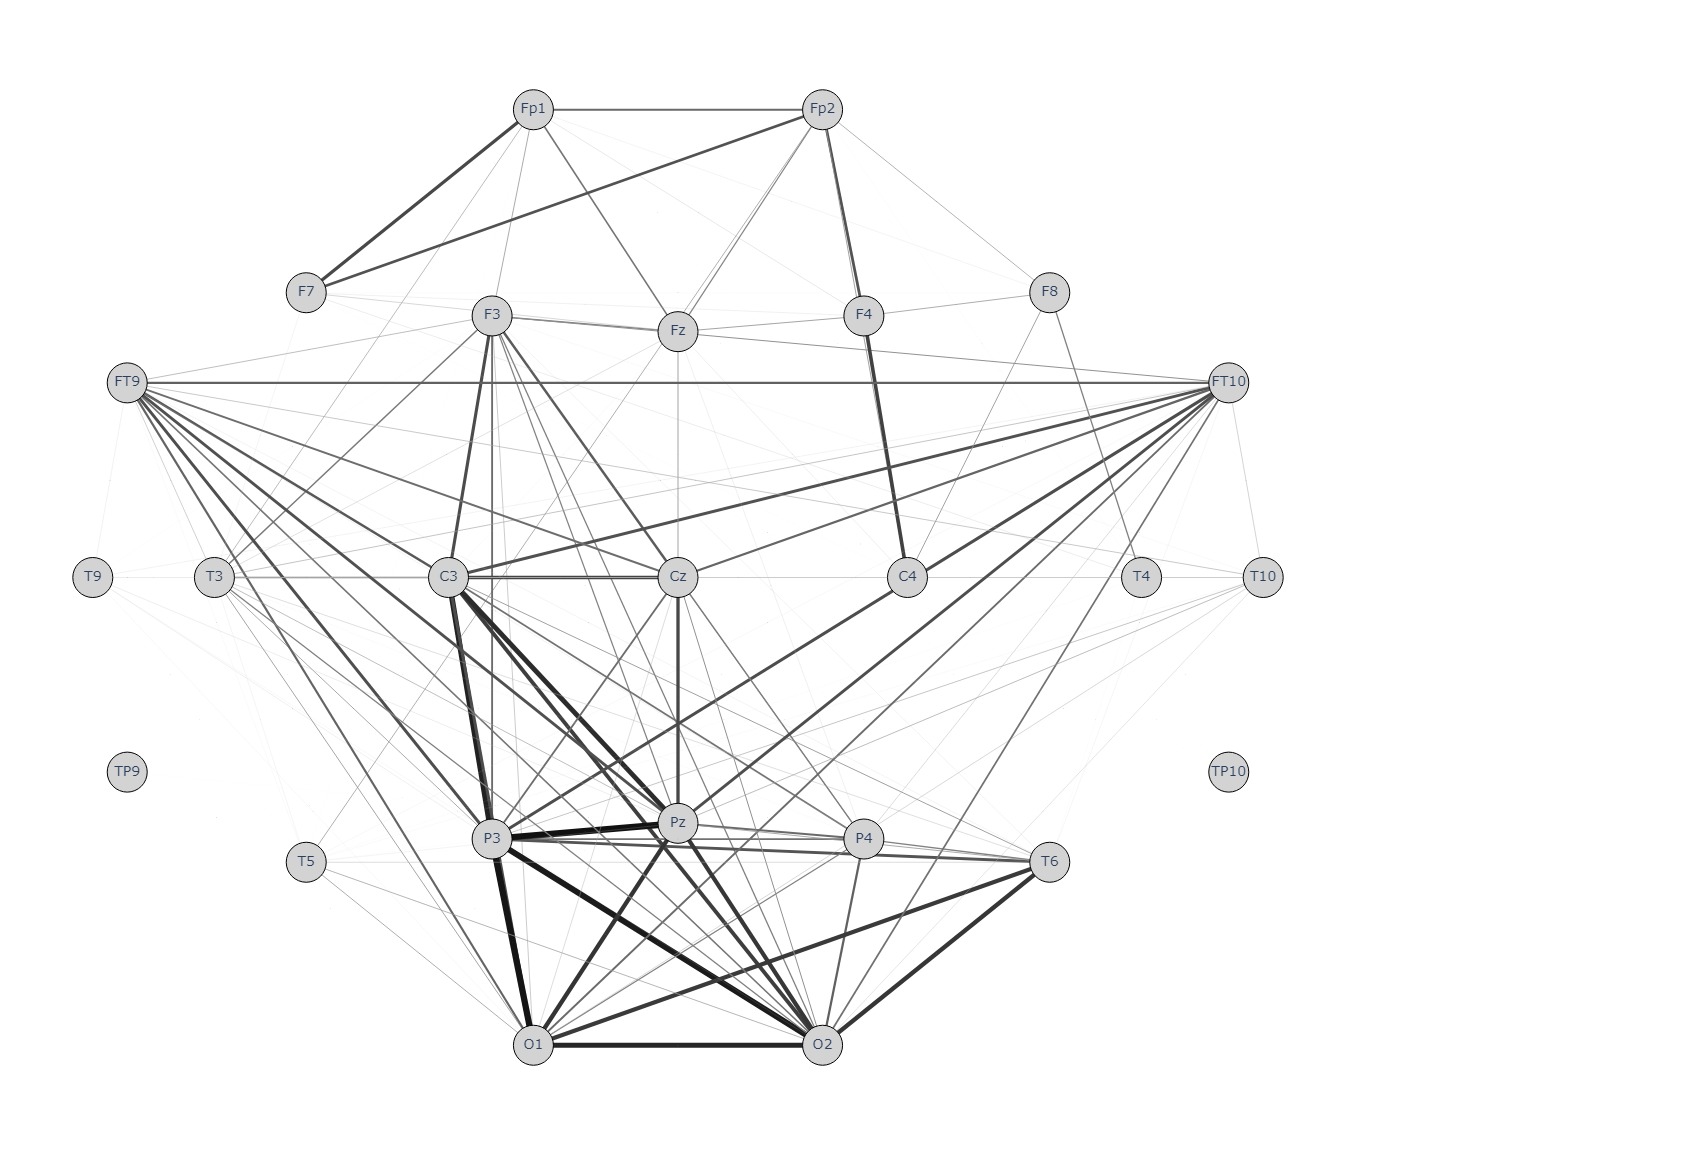 Fp1 Fp2
F7 F3 Fz F4 F8
FT9 FT10
T9 T3 C3 Cz C4 T4 T10
TP9 TP10
T5 P3 Pz P4 T6
O1 O2